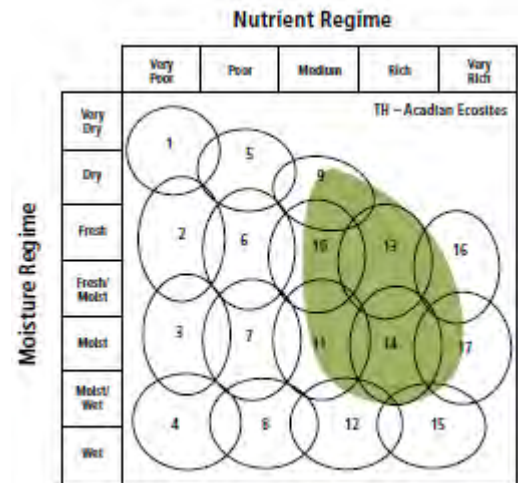 Nutrient Regime
Very Poor
Poor
Medium
Rich
Very Rich
TH – Acadian Ecosites
Moisture Regime
Very Dry
Dry
Fresh
Fresh/ Moist
Moist
Moist/ Wet
Wet
1
5
9
2
6
10
13
16
3
7
11
14
17
4
8
12
15